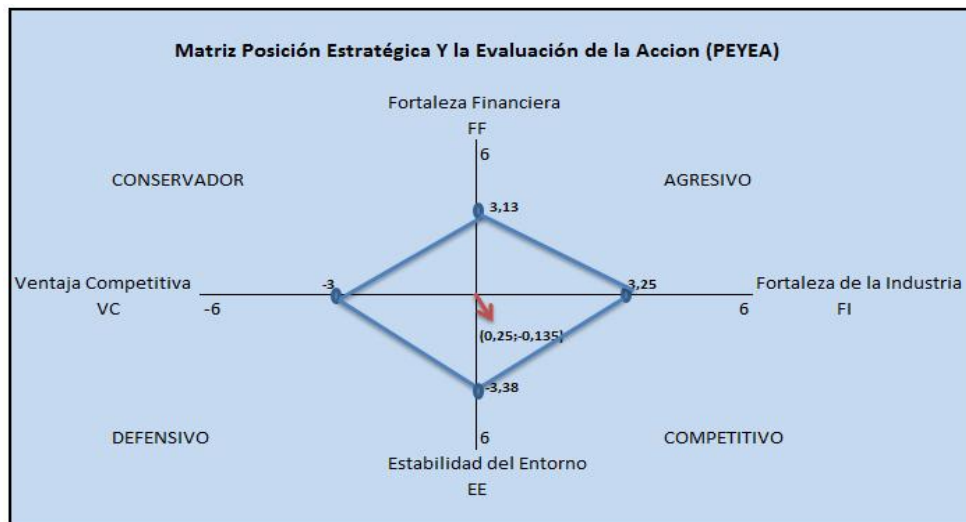 Matriz Posición Estratégica Y la Evaluación de la Accion (PEYEA)
Fortaleza Financiera
FF
6
CONSERVADOR
AGRESIVO
3,13
Ventaja Competitiva
VC
-6
-3
3,25
6
Fortaleza de la Industria
FI
(0,25;-0,135)
-3,38
DEFENSIVO
COMPETITIVO
6
Estabilidad del Entorno
EE